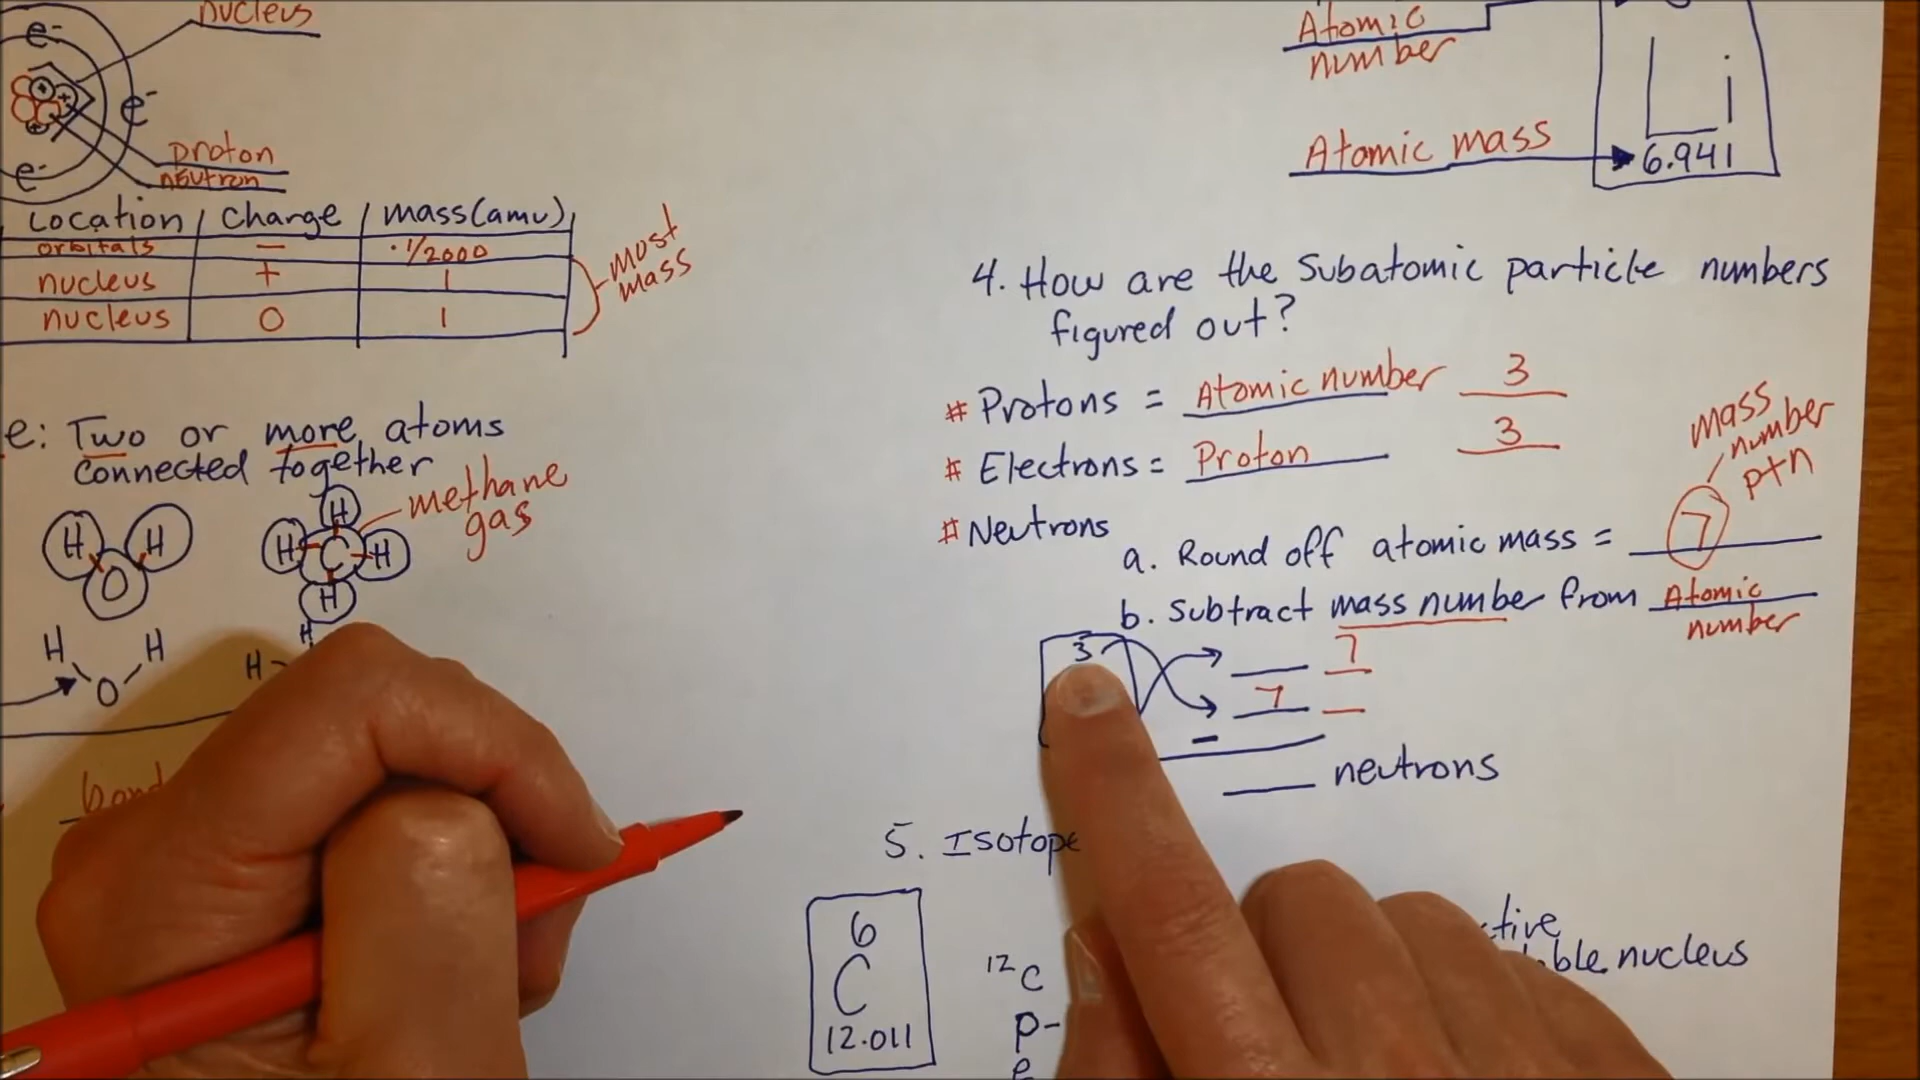 nucleus
e-
e-
e-
proton
neutron
Location Charge mass(amu)
orbitals – 1/2000
nucleus + 1
nucleus 0 1
most
mass
e: Two or more atoms
connected together
methane
gas
H H
O
H
H C H
H
H H
O
H
H
Atomic
number
Li
Atomic mass
6.941
4. How are the subatomic particle numbers
figured out?
# Protons = Atomic number 3
# Electrons = Proton 3
# Neutrons
mass
number
p+n
a. Round off atomic mass = 7
b. Subtract mass number from Atomic
number
3
7
7
–
neutrons
5. Isotope
6
C
12.011
12C
p-
e
nucleus